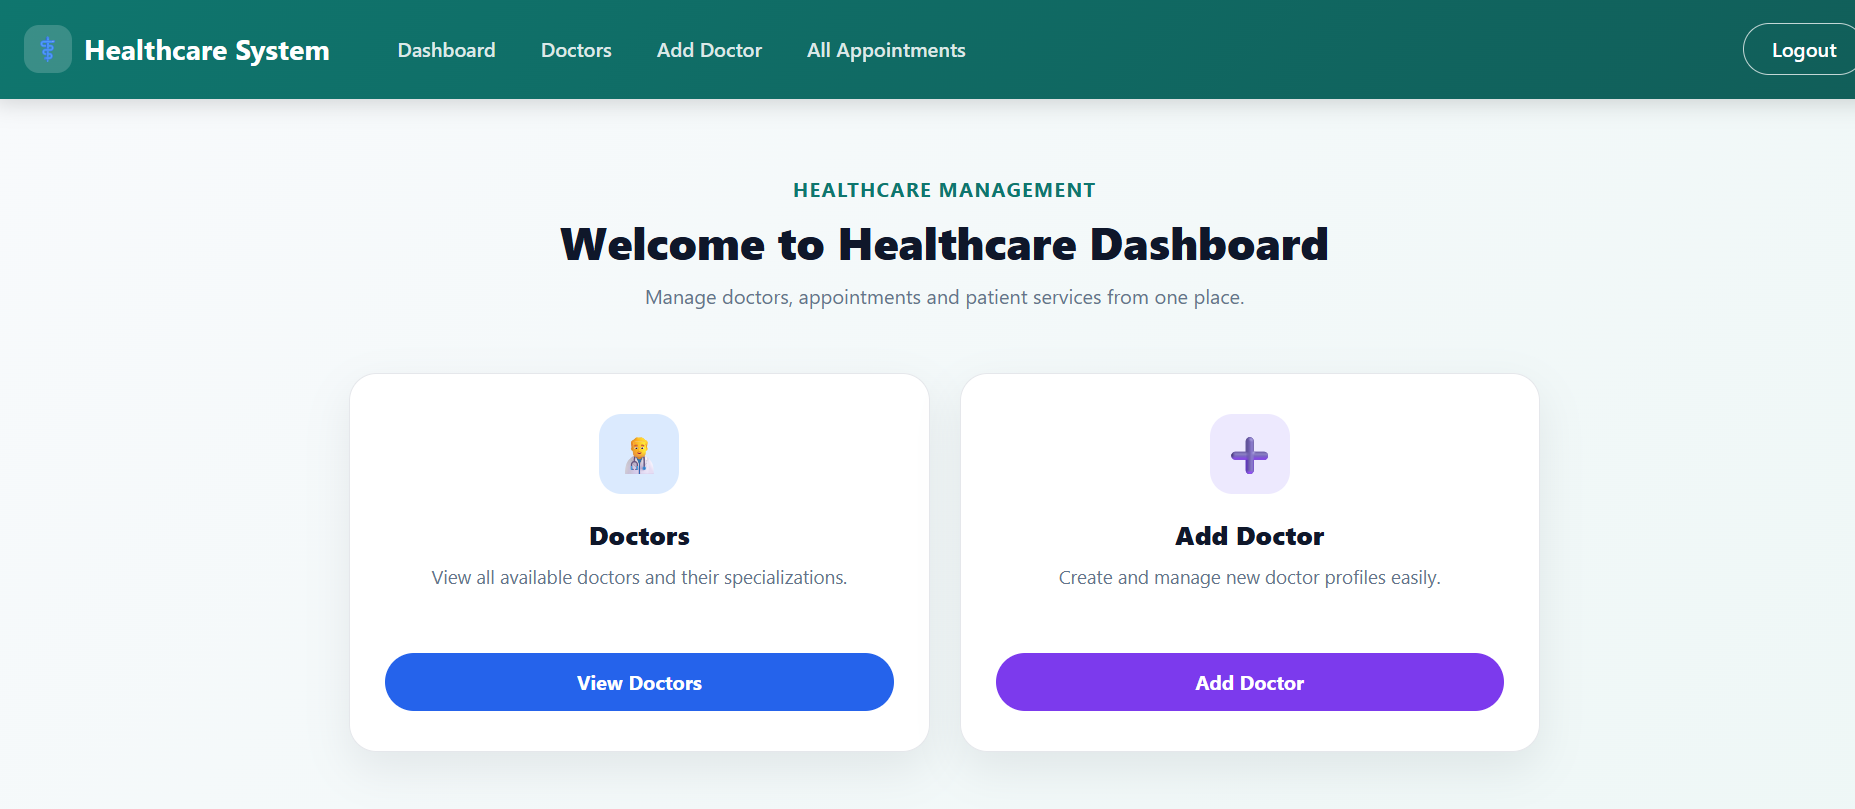 Healthcare System
Dashboard
Doctors
Add Doctor
All Appointments
Logout
HEALTHCARE MANAGEMENT
Welcome to Healthcare Dashboard
Manage doctors, appointments and patient services from one place.
Doctors
View all available doctors and their specializations.
View Doctors
Add Doctor
Create and manage new doctor profiles easily.
Add Doctor